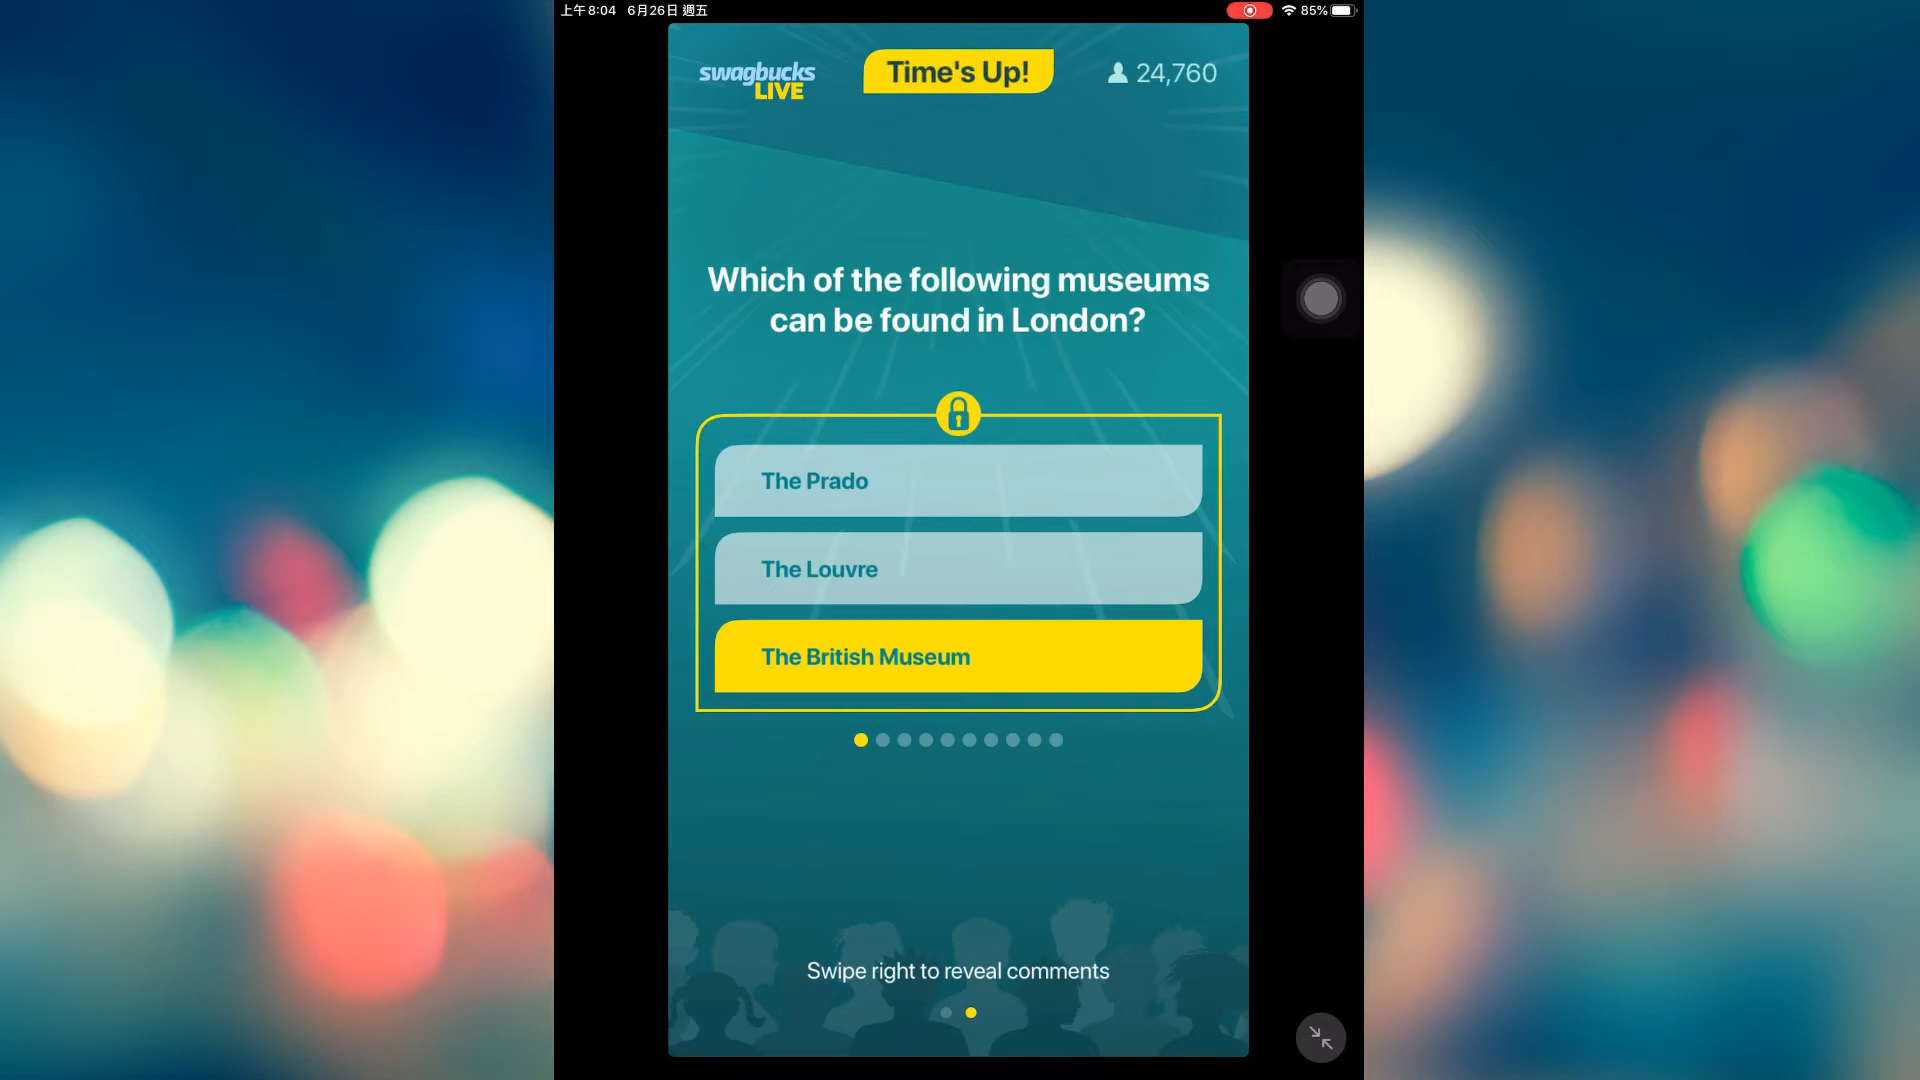 上午8:04 6月26日 週五
85%
swagbucks
LIVE
Time's Up!
24,760
Which of the following museums
can be found in London?
The Prado
The Louvre
The British Museum
Swipe right to reveal comments